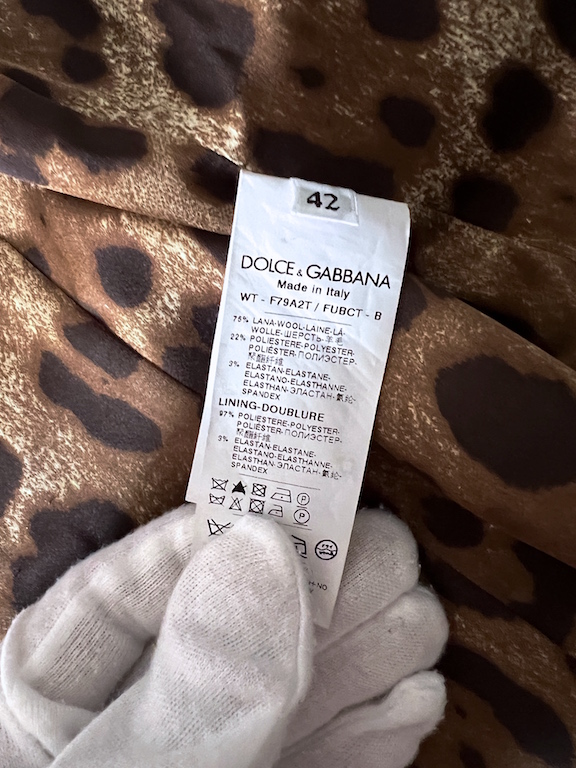 42
DOLCE & GABBANA
Made in Italy
WT - F79A2T / FUBCT - B
75% LANA-WOOL-LAINE-LA-
WOLLE-ШЕРСТЬ-羊毛
22% POLIESTERE-POLYESTER-
POLIÉSTER-ПОЛИЭСТЕР-
聚酯纤维
3% ELASTAN-ELASTANE-
ELASTANO-ELASTHANNE-
ELASTHAN-ЭЛАСТАН-氨纶-
SPANDEX
LINING-DOUBLURE
97% POLIESTERE-POLYESTER-
POLIÉSTER-ПОЛИЭСТЕР-
聚酯纤维
3% ELASTAN-ELASTANE-
ELASTANO-ELASTHANNE-
ELASTHAN-ЭЛАСТАН-氨纶-
SPANDEX
P
P